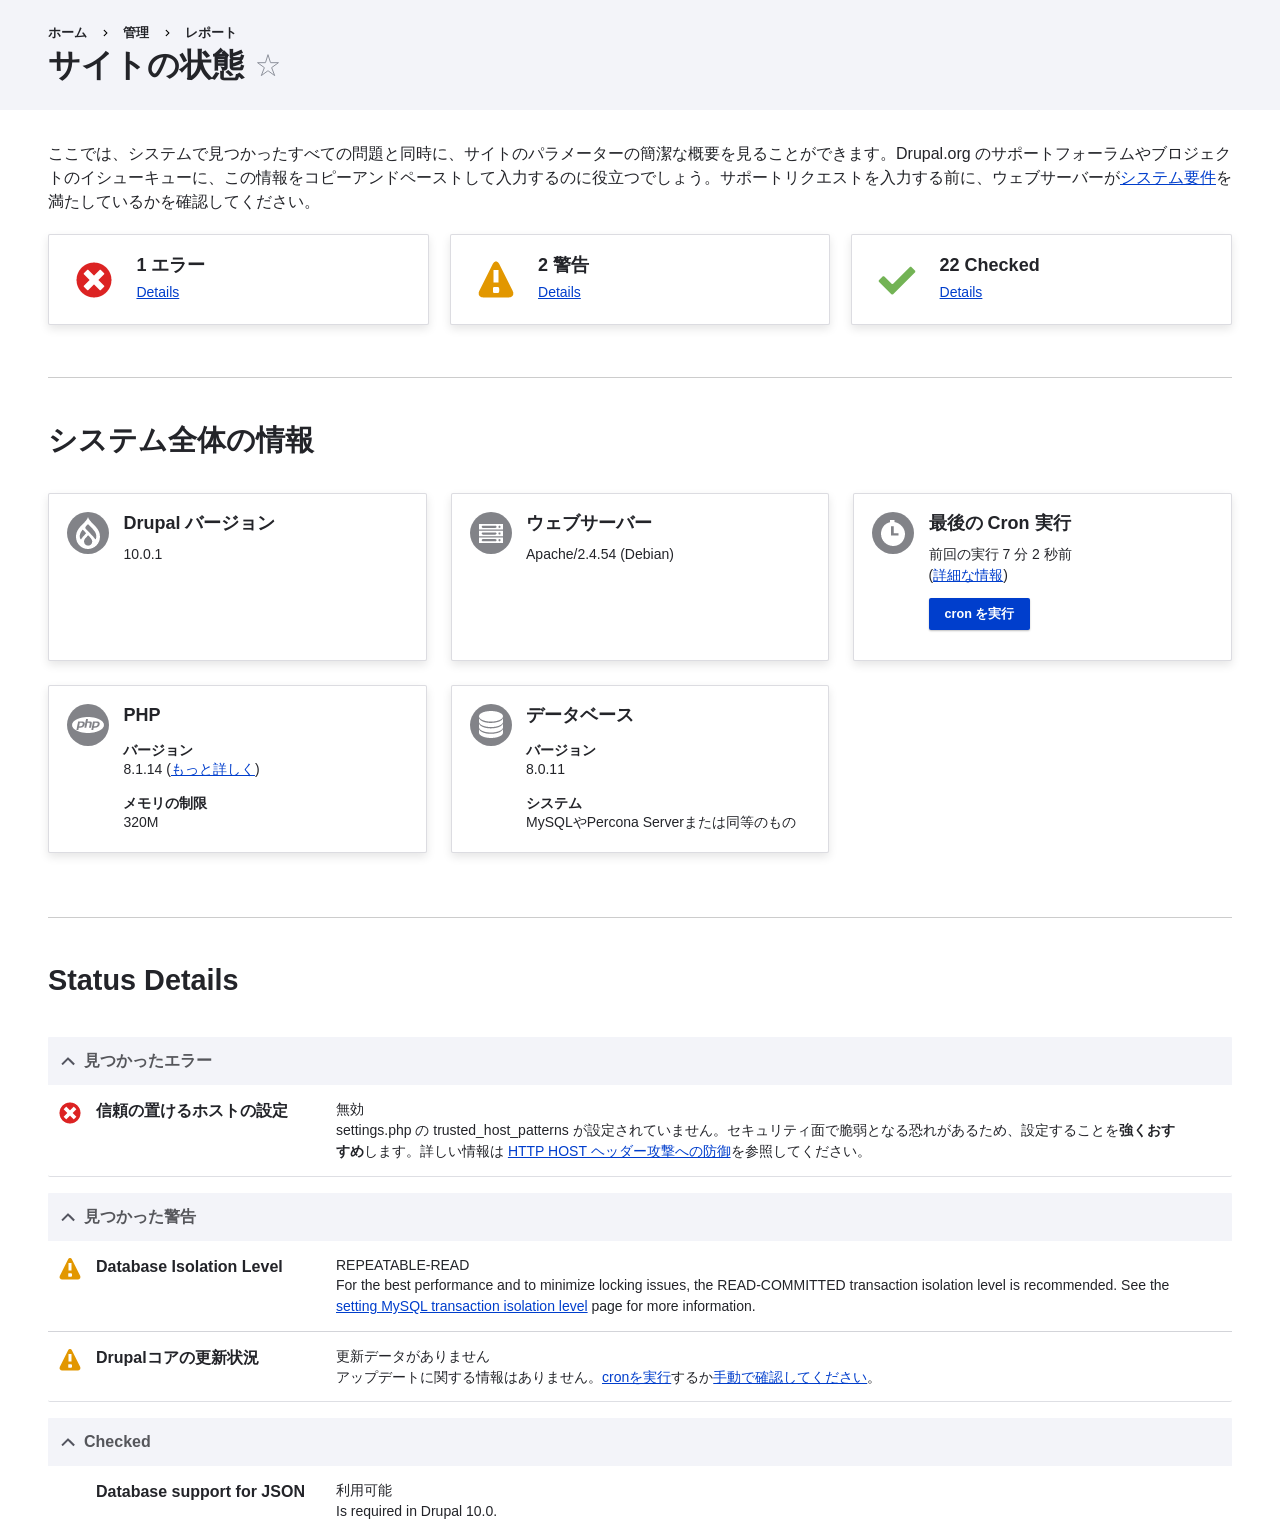 ホーム › 管理 › レポート
サイトの状態 ☆
ここでは、システムで見つかったすべての問題と同時に、サイトのパラメーターの簡潔な概要を見ることができます。Drupal.org のサポートフォーラムやプロジェク
トのイシューキューに、この情報をコピーアンドペーストして入力するのに役立つでしょう。サポートリクエストを入力する前に、ウェブサーバーがシステム要件を
満たしているかを確認してください。
1 エラー
Details
2 警告
Details
22 Checked
Details
システム全体の情報
Drupal バージョン
10.0.1
ウェブサーバー
Apache/2.4.54 (Debian)
最後の Cron 実行
前回の実行 7 分 2 秒前
(詳細な情報)
cron を実行
php
PHP
バージョン
8.1.14 (もっと詳しく)
メモリの制限
320M
データベース
バージョン
8.0.11
システム
MySQLやPercona Serverまたは同等のもの
Status Details
見つかったエラー
信頼の置けるホストの設定
無効
settings.php の trusted_host_patterns が設定されていません。セキュリティ面で脆弱となる恐れがあるため、設定することを強くおす
すめします。詳しい情報は HTTP HOST ヘッダー攻撃への防御を参照してください。
見つかった警告
Database Isolation Level
REPEATABLE-READ
For the best performance and to minimize locking issues, the READ-COMMITTED transaction isolation level is recommended. See the
setting MySQL transaction isolation level page for more information.
Drupalコアの更新状況
更新データがありません
アップデートに関する情報はありません。cronを実行するか手動で確認してください。
Checked
Database support for JSON
利用可能
Is required in Drupal 10.0.